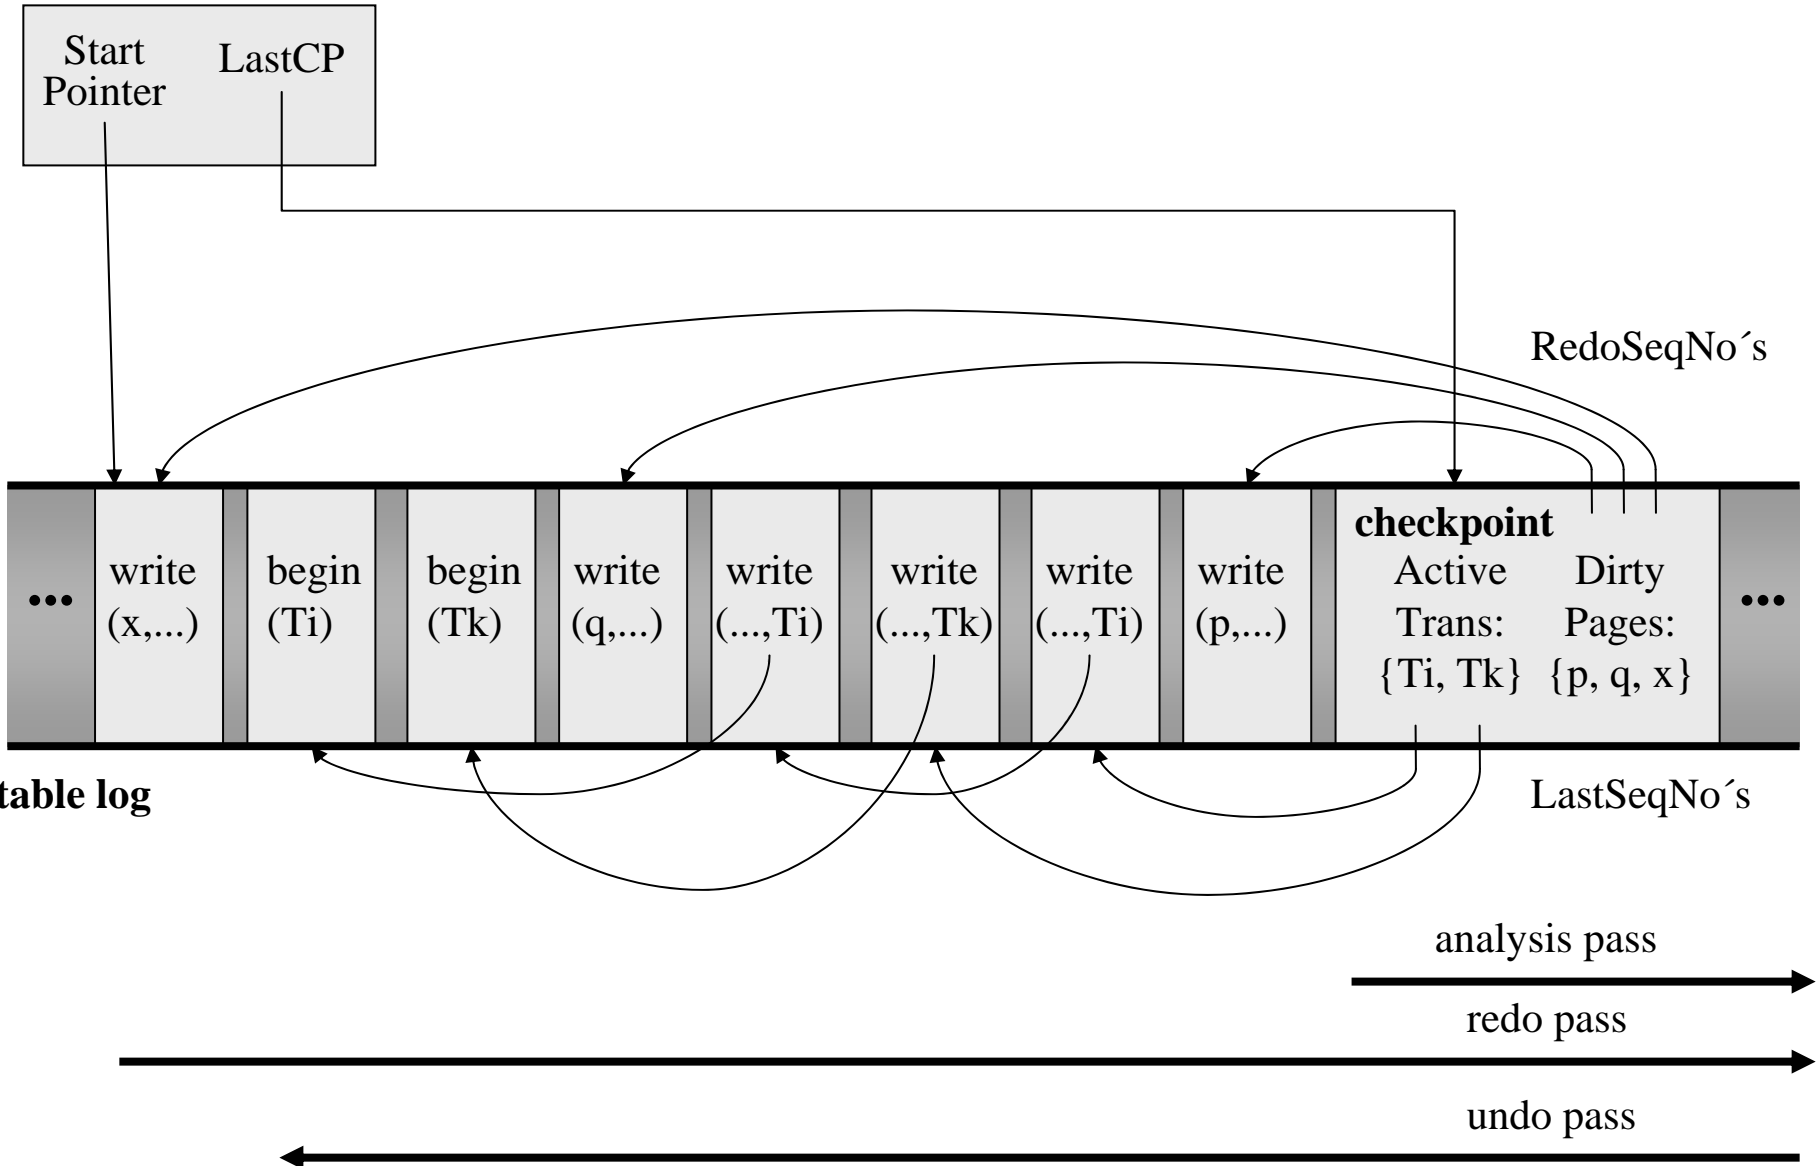 Start
Pointer
LastCP
RedoSeqNo´s
•••
write
(x,...)
begin
(Ti)
begin
(Tk)
write
(q,...)
write
(...,Ti)
write
(...,Tk)
write
(...,Ti)
write
(p,...)
checkpoint
Active
Trans:
{Ti, Tk}
Dirty
Pages:
{p, q, x}
•••
table log
LastSeqNo´s
analysis pass
redo pass
undo pass